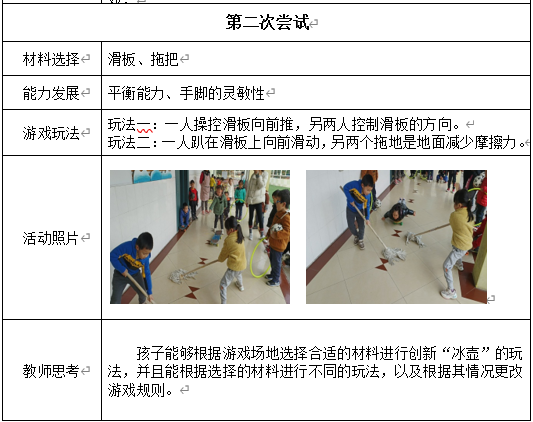 第二次尝试
材料选择
滑板、拖把
能力发展
平衡能力、手脚的灵敏性
游戏玩法
玩法一：一人操控滑板向前推，另两人控制滑板的方向。
玩法二：一人趴在滑板上向前滑动，另两个拖地是地面减少摩擦力。
活动照片
教师思考
孩子能够根据游戏场地选择合适的材料进行创新“冰壶”的玩
法，并且能根据选择的材料进行不同的玩法，以及根据其情况更改
游戏规则。